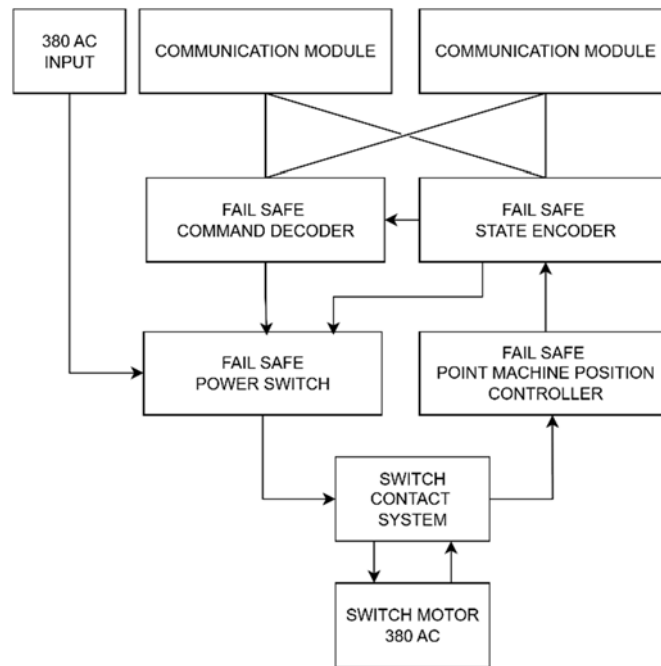 380 AC
INPUT
COMMUNICATION MODULE
COMMUNICATION MODULE
FAIL SAFE
COMMAND DECODER
FAIL SAFE
STATE ENCODER
FAIL SAFE
POWER SWITCH
FAIL SAFE
POINT MACHINE POSITION
CONTROLLER
SWITCH
CONTACT
SYSTEM
SWITCH MOTOR
380 AC